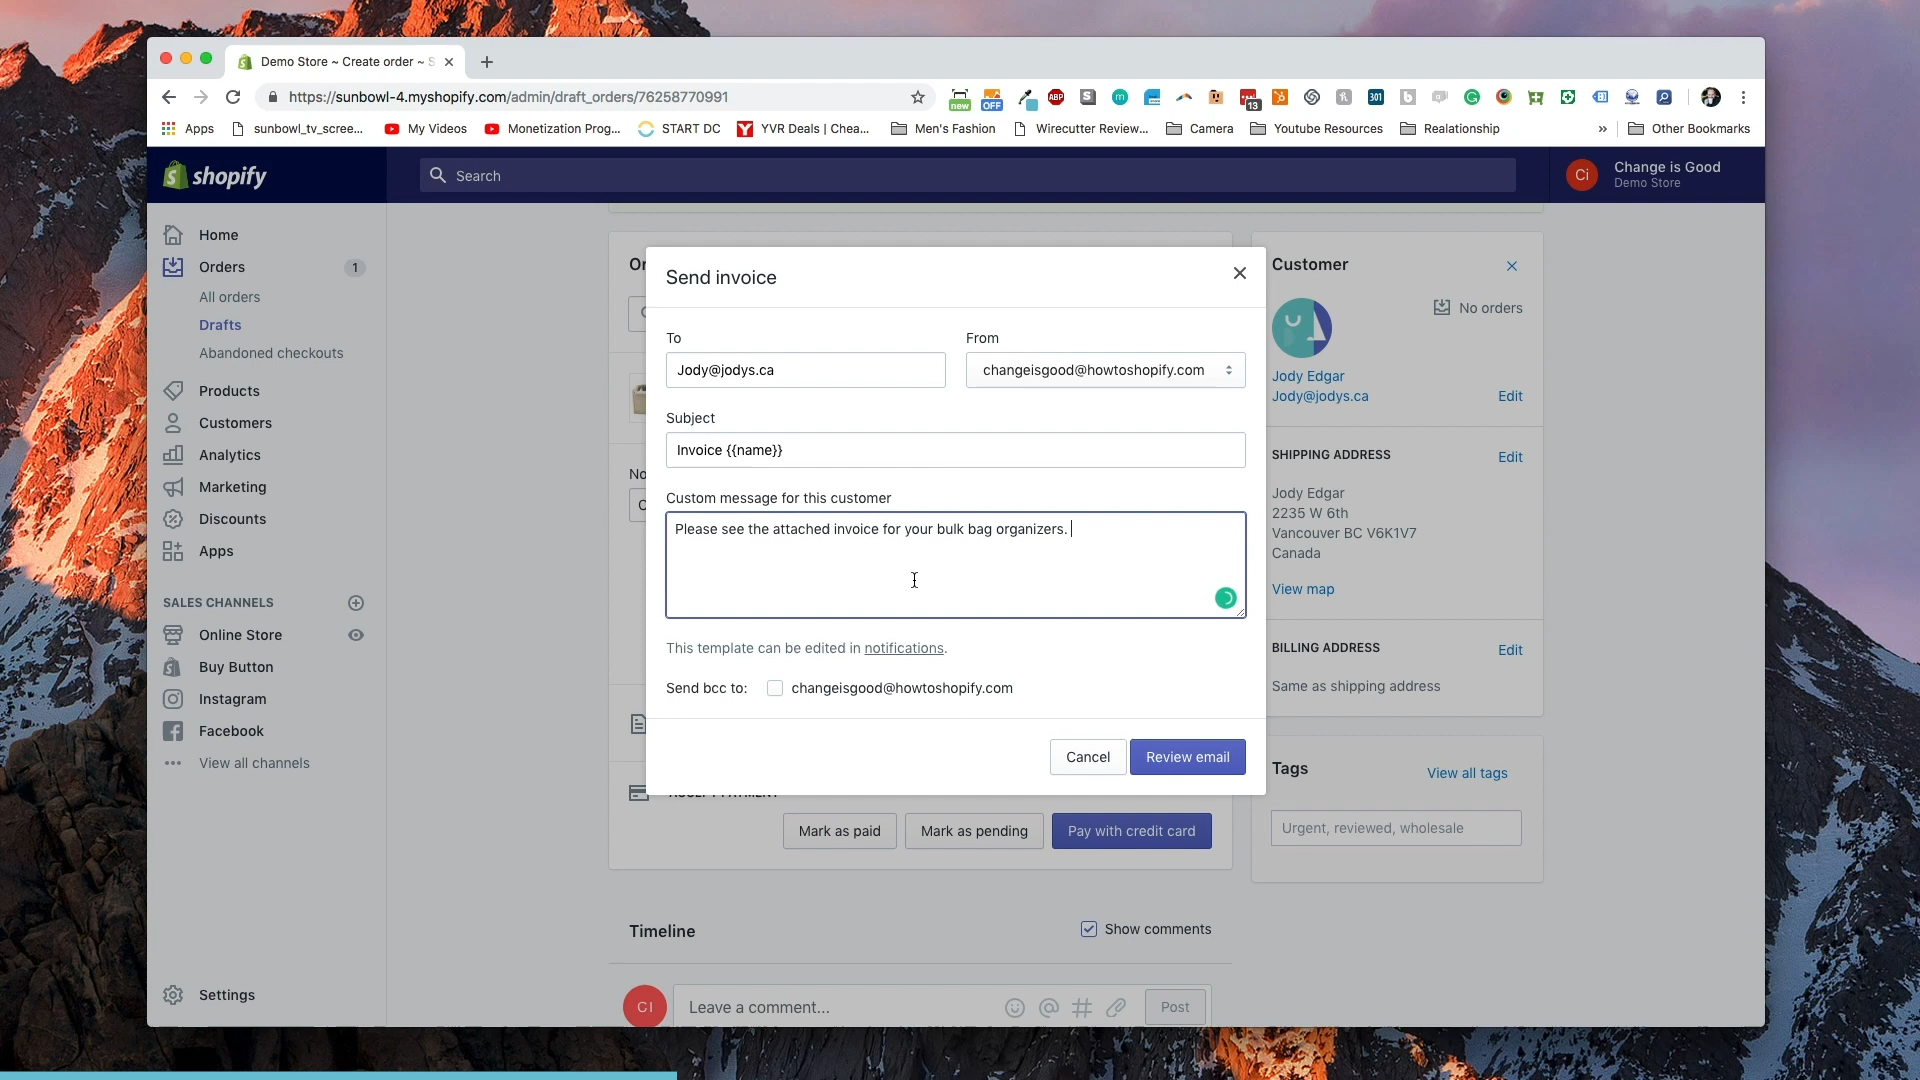 Demo Store ~ Create order ~ S
https://sunbowl-4.myshopify.com/admin/draft_orders/76258770991
new
OFF
ABP
13
301
Apps
sunbowl_tv_scree...
My Videos
Monetization Prog...
START DC
YVR Deals | Chea...
Men's Fashion
Wirecutter Review...
Camera
Youtube Resources
Realationship
»
Other Bookmarks
shopify
Search
Ci
Change is Good
Demo Store
Home
Orders
1
All orders
Drafts
Abandoned checkouts
Products
Customers
Analytics
Marketing
Discounts
Apps
SALES CHANNELS
Online Store
Buy Button
Instagram
Facebook
View all channels
Settings
Send invoice
To
From
Jody@jodys.ca
changeisgood@howtoshopify.com
Subject
Invoice {{name}}
Custom message for this customer
Please see the attached invoice for your bulk bag organizers.
This template can be edited in notifications.
Send bcc to:
changeisgood@howtoshopify.com
Cancel
Review email
Mark as paid
Mark as pending
Pay with credit card
Timeline
Show comments
CI
Leave a comment...
Post
Customer
No orders
Jody Edgar
Jody@jodys.ca
Edit
SHIPPING ADDRESS
Edit
Jody Edgar
2235 W 6th
Vancouver BC V6K1V7
Canada
View map
BILLING ADDRESS
Edit
Same as shipping address
Tags
View all tags
Urgent, reviewed, wholesale